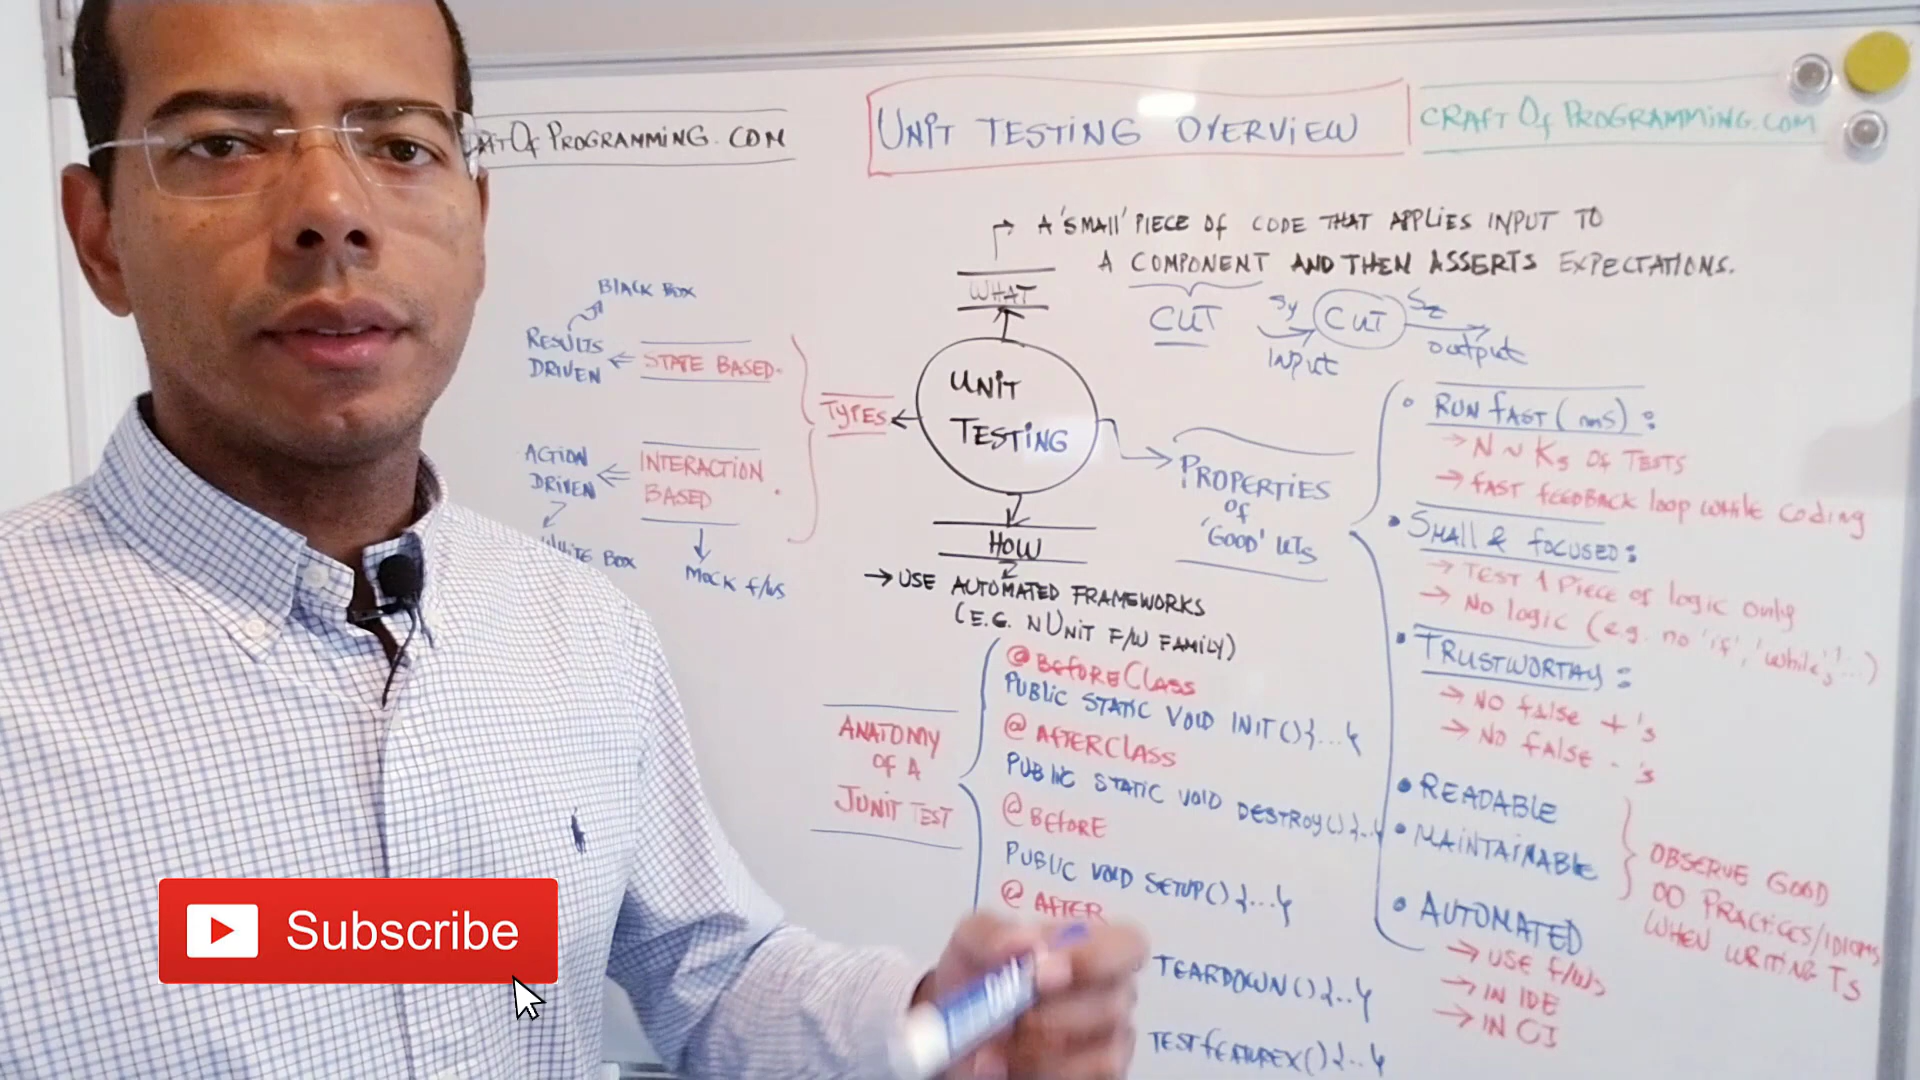 OfPROGRAMMiNG.COM
UNiT TESTiNG OVERViEW
CRAFT Of PROGRAMMiNG.COM
A 'SMALL' PIECE Of CODE THAT APPLIES INPUT TO
A COMPONENT AND THEN ASSERTS EXPECTATIONS.
WHAT
CUT
CUT
INPUT
output
BLACK BOX
RESULTS
DRIVEN
STATE BASED
ACTION
DRIVEN
INTERACTION
BASED
BOX
MOCK f/ws
TYPES
UNiT
TESTiNG
HOW
USE AUTOMATED FRAMEWORKS
(E.G. NUNiT F/W FAMILY)
PROPERTIES
Of
'GOOD' UTS
RUN fAST (mS):
N ~ Ks Of TESTS
fAST fEEDBACK loop WHILE CODING
SMALL & fOCUSED:
TEST 1 PIECE Of LOGIC ONLY
NO LOGIC (e.g. no 'if', 'while', ...)
TRUSTWORTHY:
NO fAlSE +'s
NO fAlSE -'s
READABLE
MAINTAINABLE
OBSERVE GOOD
OO PRACTICES/IDIOMS
WHEN WRITING TS
AUTOMATED
USE f/Ws
IN IDE
IN CI
ANATOMY
Of A
JUNIT TEST
@BEfORECLASS
PUBLIC STATIC VOID INIT(){...}
@AFTERCLASS
PUBLIC STATIC VOID DESTROY(){..}
@BEfORE
PUBLIC VOID SETUP(){...}
@AFTER
TEARDOWN(){..}
TESTfEATUREX(){..}
Subscribe